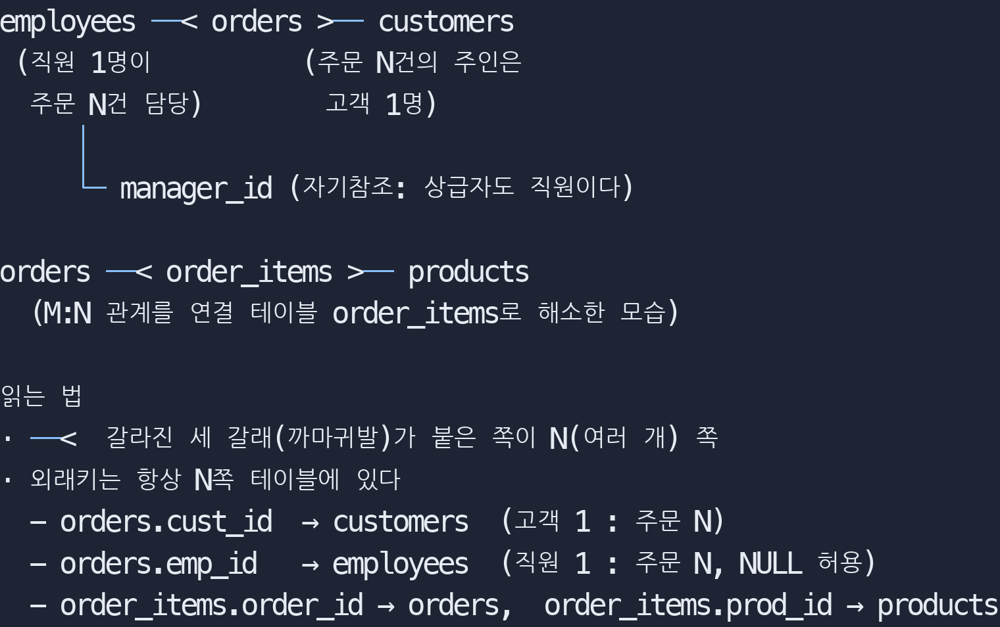 employees ──< orders >── customers
(직원 1명이 (주문 N건의 주인은
주문 N건 담당) 고객 1명)
└─ manager_id (자기참조: 상급자도 직원이다)
orders ──< order_items >── products
(M:N 관계를 연결 테이블 order_items로 해소한 모습)
읽는 법
· ──< 갈라진 세 갈래(까마귀발)가 붙은 쪽이 N(여러 개) 쪽
· 외래키는 항상 N쪽 테이블에 있다
– orders.cust_id → customers (고객 1 : 주문 N)
– orders.emp_id → employees (직원 1 : 주문 N, NULL 허용)
– order_items.order_id → orders, order_items.prod_id → products